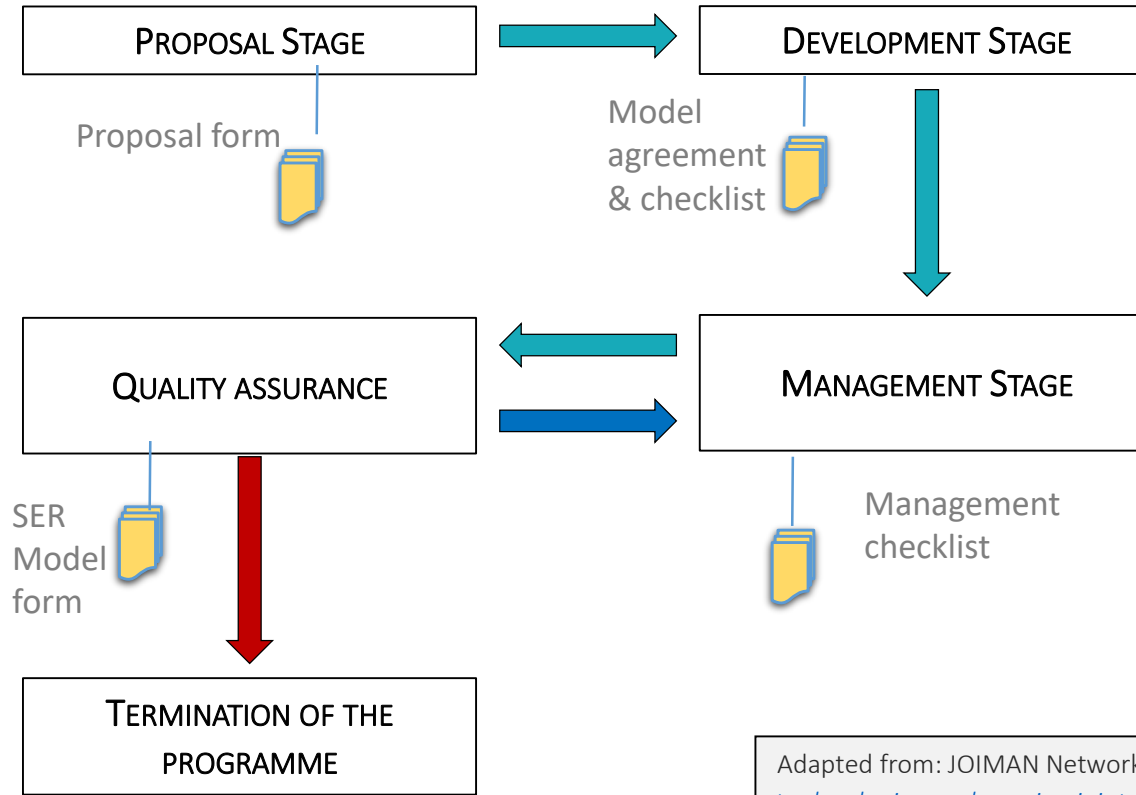 PROPOSAL STAGE
DEVELOPMENT STAGE
Proposal form
Model
agreement
& checklist
QUALITY ASSURANCE
MANAGEMENT STAGE
SER
Model
form
Management
checklist
TERMINATION OF THE
PROGRAMME
Adapted from: JOIMAN Network